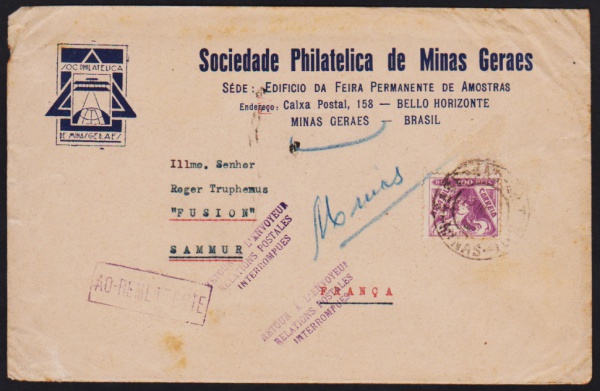 SOC. PHILATELICA
DE MINAS GERAES
Sociedade Philatelica de Minas Geraes
Séde: Edificio da Feira Permanente de Amostras
Endereço: Caixa Postal, 158 — BELLO HORIZONTE
MINAS GERAES — BRASIL
Illmo. Senhor
Roger Truphemus
"FUSION"
SAMMUR
Minas
CORREIO
MINAS
RETOUR A L'ENVOYEUR
RELATIONS POSTALES
INTERROMPUES
AO REMETTENTE
FRANÇA
RETOUR A L'ENVOYEUR
RELATIONS POSTALES
INTERROMPUES